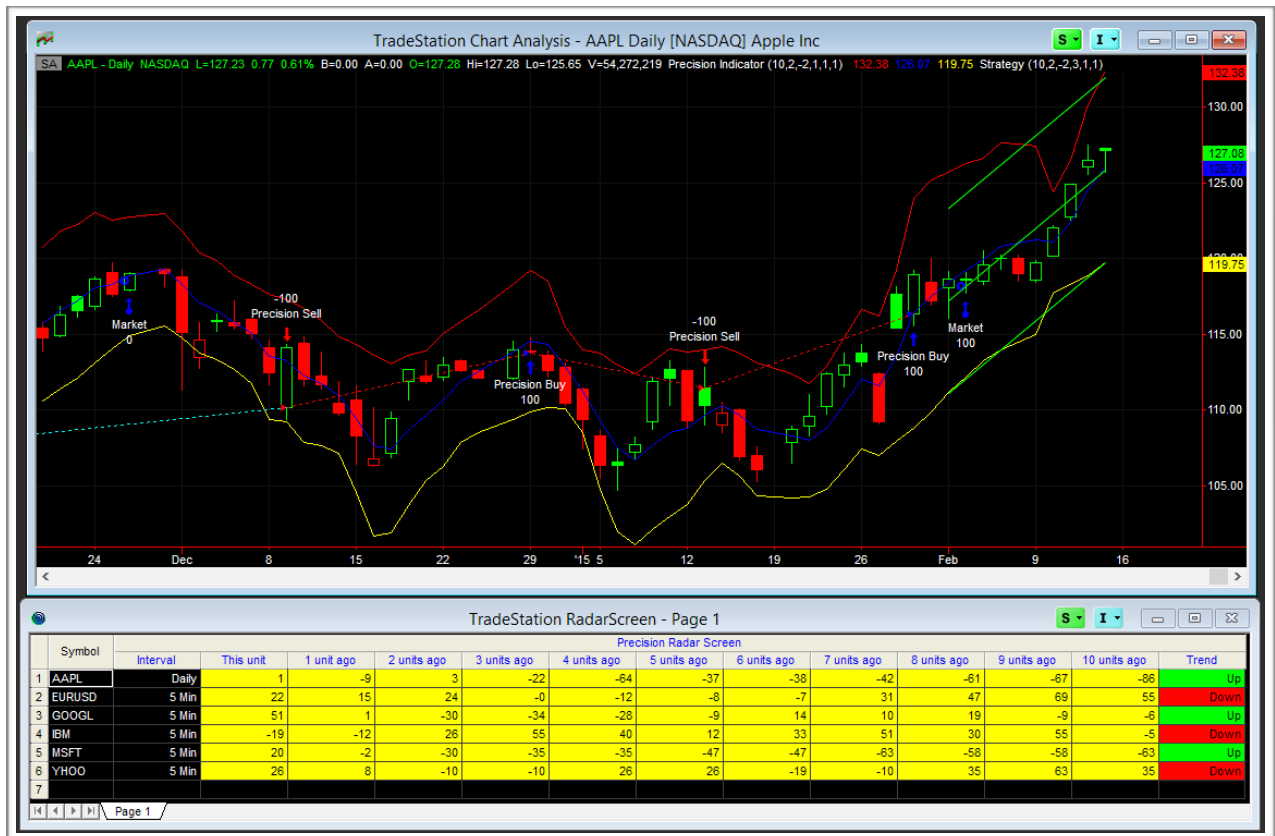 TradeStation Chart Analysis - AAPL Daily [NASDAQ] Apple Inc
S I
SA AAPL - Daily NASDAQ L=127.23 0.77 0.61% B=0.00 A=0.00 O=127.28 Hi=127.28 Lo=125.65 V=54,272,219 Precision Indicator (10,2,-2,1,1,1) 132.38 126.07 119.75 Strategy (10,2,-2,3,1,1)
132.38
130.00
127.08
126.07
125.00
120.00
119.75
115.00
110.00
105.00
Market
0
-100
Precision Sell
Precision Buy
100
-100
Precision Sell
Precision Buy
100
Market
100
24 Dec 8 15 22 29 '15 5 12 19 26 Feb 9 16
TradeStation RadarScreen - Page 1
S I
Precision Radar Screen
Symbol Interval This unit 1 unit ago 2 units ago 3 units ago 4 units ago 5 units ago 6 units ago 7 units ago 8 units ago 9 units ago 10 units ago Trend
1 AAPL Daily 1 -9 3 -22 -64 -37 -38 -42 -61 -67 -86 Up
2 EURUSD 5 Min 22 15 24 -0 -12 -8 -7 31 47 69 55 Down
3 GOOGL 5 Min 51 1 -30 -34 -28 -9 14 10 19 -9 -6 Up
4 IBM 5 Min -19 -12 26 55 40 12 33 51 30 55 -5 Down
5 MSFT 5 Min 20 -2 -30 -35 -35 -47 -47 -63 -58 -58 -63 Up
6 YHOO 5 Min 26 8 -10 -10 26 26 -19 -10 35 63 35 Down
7
Page 1